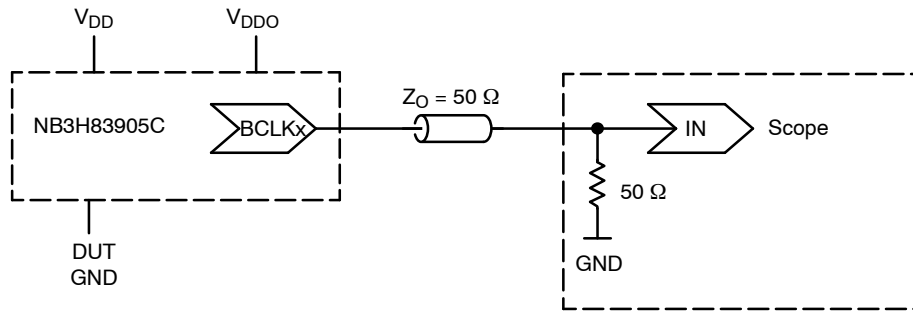 V_DD
V_DDO
Z_O = 50 Ω
NB3H83905C
BCLKx
IN
Scope
50 Ω
DUT
GND
GND